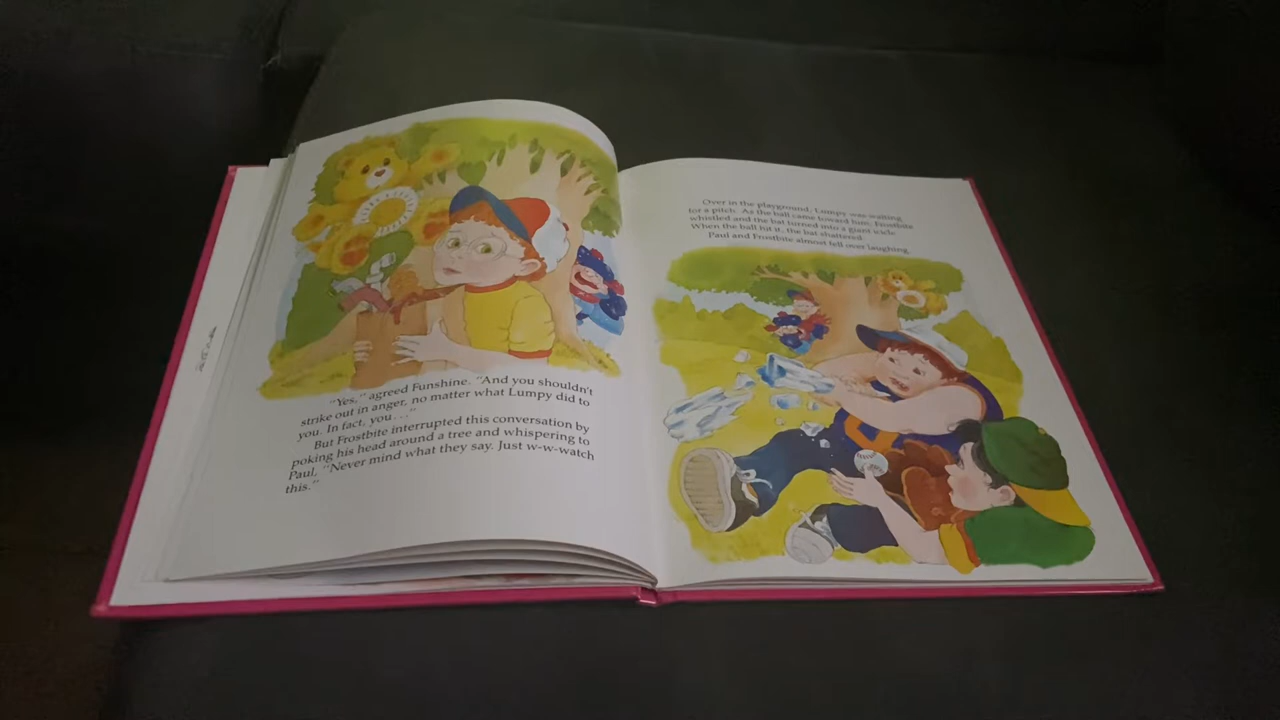 "Yes," agreed Funshine. "And you shouldn't
strike out in anger, no matter what Lumpy did to
you. In fact, you . . ."
But Frostbite interrupted this conversation by
poking his head around a tree and whispering to
Paul, "Never mind what they say. Just w-w-watch
this."
Over in the playground, Lumpy was waiting
for a pitch. As the ball came toward him, Frostbite
whistled and the bat turned into a giant icicle.
When the ball hit it, the bat shattered.
Paul and Frostbite almost fell over laughing.